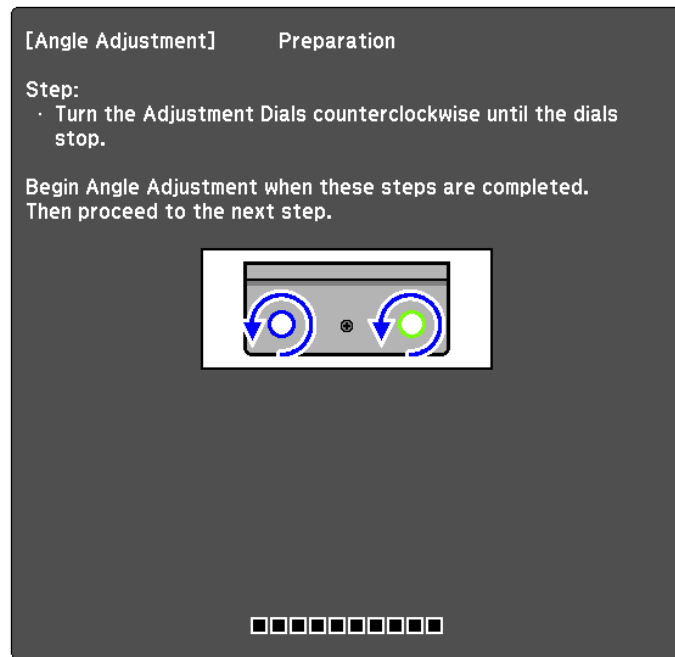 [Angle Adjustment] Preparation
Step:
· Turn the Adjustment Dials counterclockwise until the dials
stop.
Begin Angle Adjustment when these steps are completed.
Then proceed to the next step.